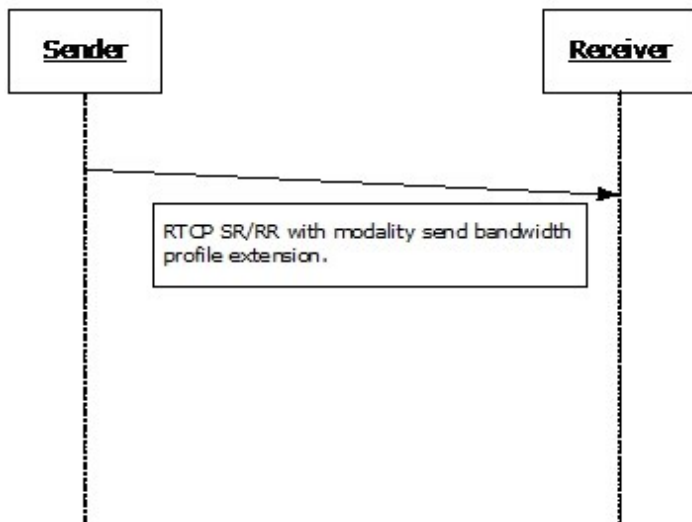 Sender
Receiver
RTCP SR/RR with modality send bandwidth
profile extension.